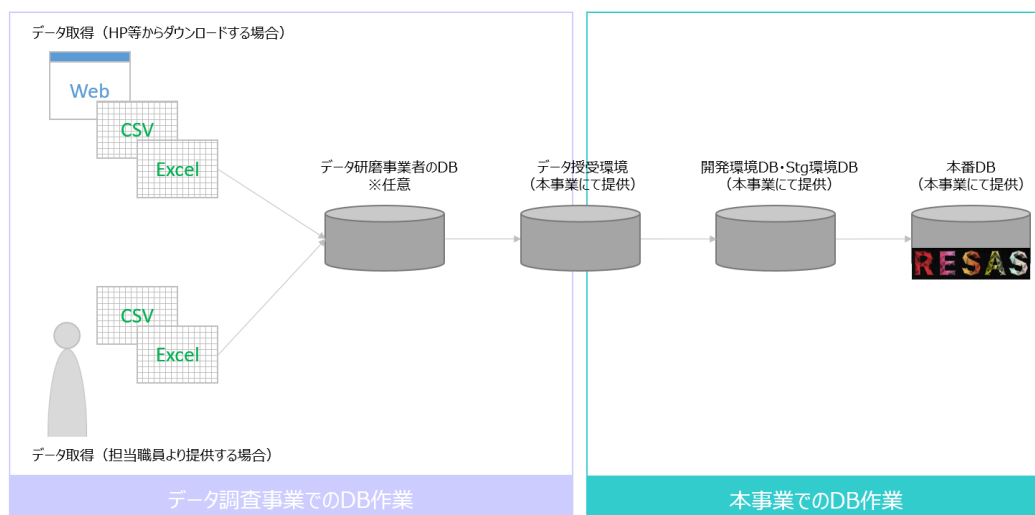 データ取得（HP等からダウンロードする場合）
Web
CSV
Excel
データ研磨事業者のDB
※任意
データ授受環境
（本事業にて提供）
開発環境DB・Stg環境DB
（本事業にて提供）
本番DB
（本事業にて提供）
RESAS
CSV
Excel
データ取得（担当職員より提供する場合）
データ調査事業でのDB作業
本事業でのDB作業